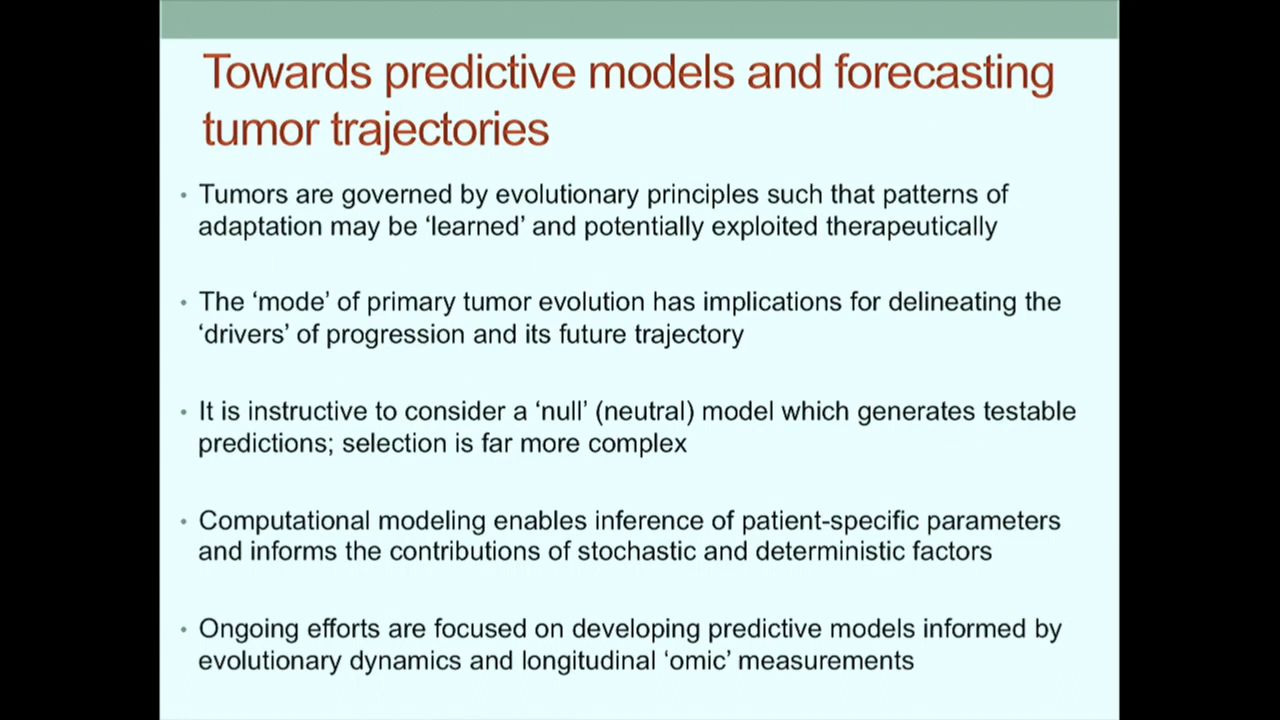 Towards predictive models and forecasting
tumor trajectories
• Tumors are governed by evolutionary principles such that patterns of
adaptation may be ‘learned’ and potentially exploited therapeutically
• The ‘mode’ of primary tumor evolution has implications for delineating the
‘drivers’ of progression and its future trajectory
• It is instructive to consider a ‘null’ (neutral) model which generates testable
predictions; selection is far more complex
• Computational modeling enables inference of patient-specific parameters
and informs the contributions of stochastic and deterministic factors
• Ongoing efforts are focused on developing predictive models informed by
evolutionary dynamics and longitudinal ‘omic’ measurements